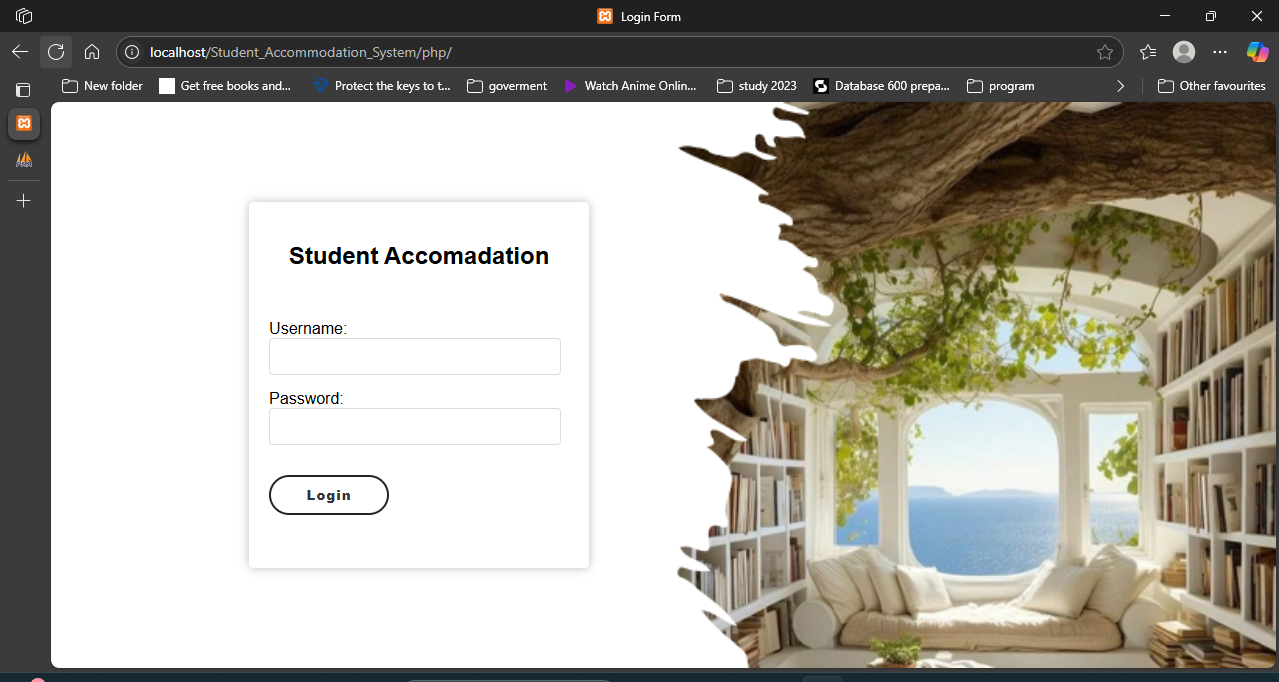 Login Form
localhost/Student_Accommodation_System/php/
New folder
Get free books and...
Protect the keys to t...
goverment
Watch Anime Onlin...
study 2023
Database 600 prepa...
program
Other favourites
Student Accomadation
Username:
Password:
Login